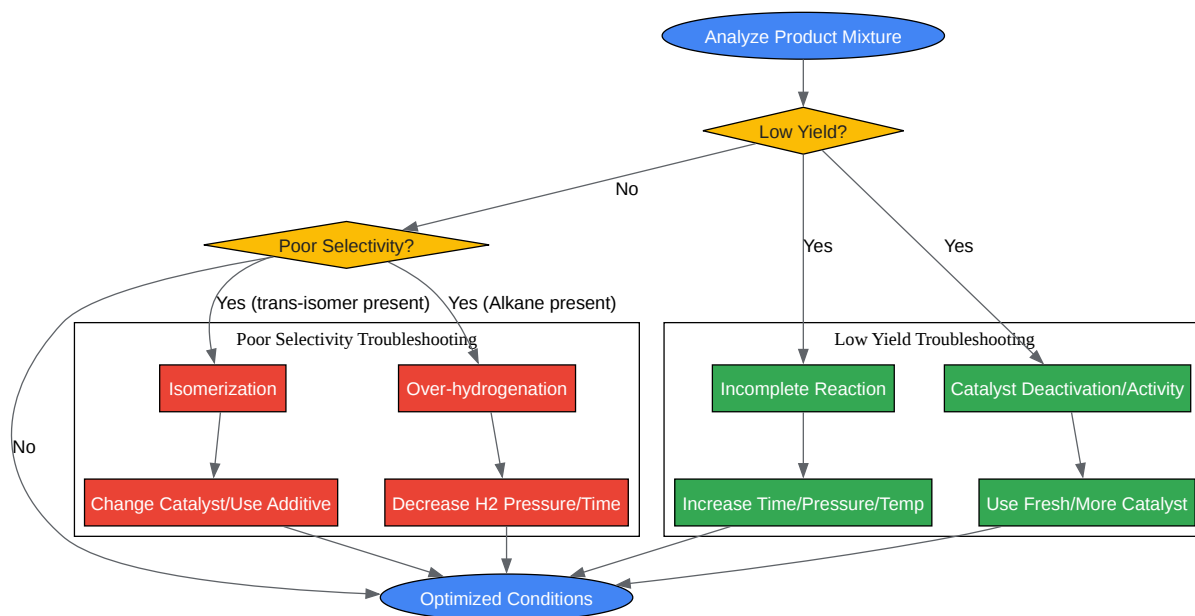 Analyze Product Mixture
Low Yield?
No
Poor Selectivity?
Yes
Yes
Yes (trans-isomer present)
Yes (Alkane present)
Poor Selectivity Troubleshooting
Low Yield Troubleshooting
Isomerization
Over-hydrogenation
Incomplete Reaction
Catalyst Deactivation/Activity
No
Change Catalyst/Use Additive
Decrease H2 Pressure/Time
Increase Time/Pressure/Temp
Use Fresh/More Catalyst
Optimized Conditions